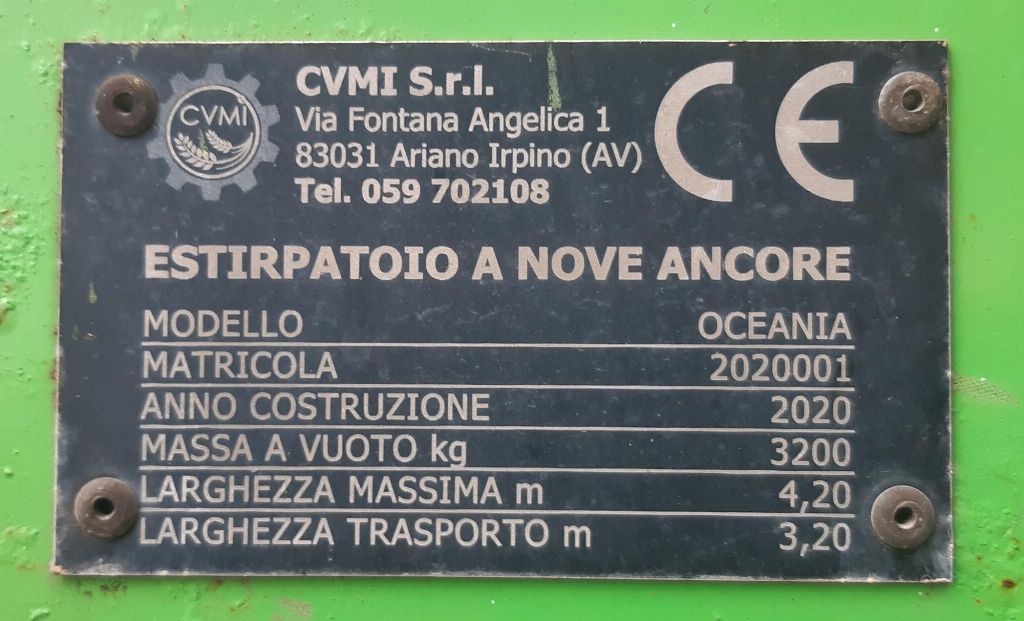 CVMI
CVMI S.r.l.
Via Fontana Angelica 1
83031 Ariano Irpino (AV)
Tel. 059 702108
CE
ESTIRPATOIO A NOVE ANCORE
MODELLO OCEANIA
MATRICOLA 2020001
ANNO COSTRUZIONE 2020
MASSA A VUOTO kg 3200
LARGHEZZA MASSIMA m 4,20
LARGHEZZA TRASPORTO m 3,20